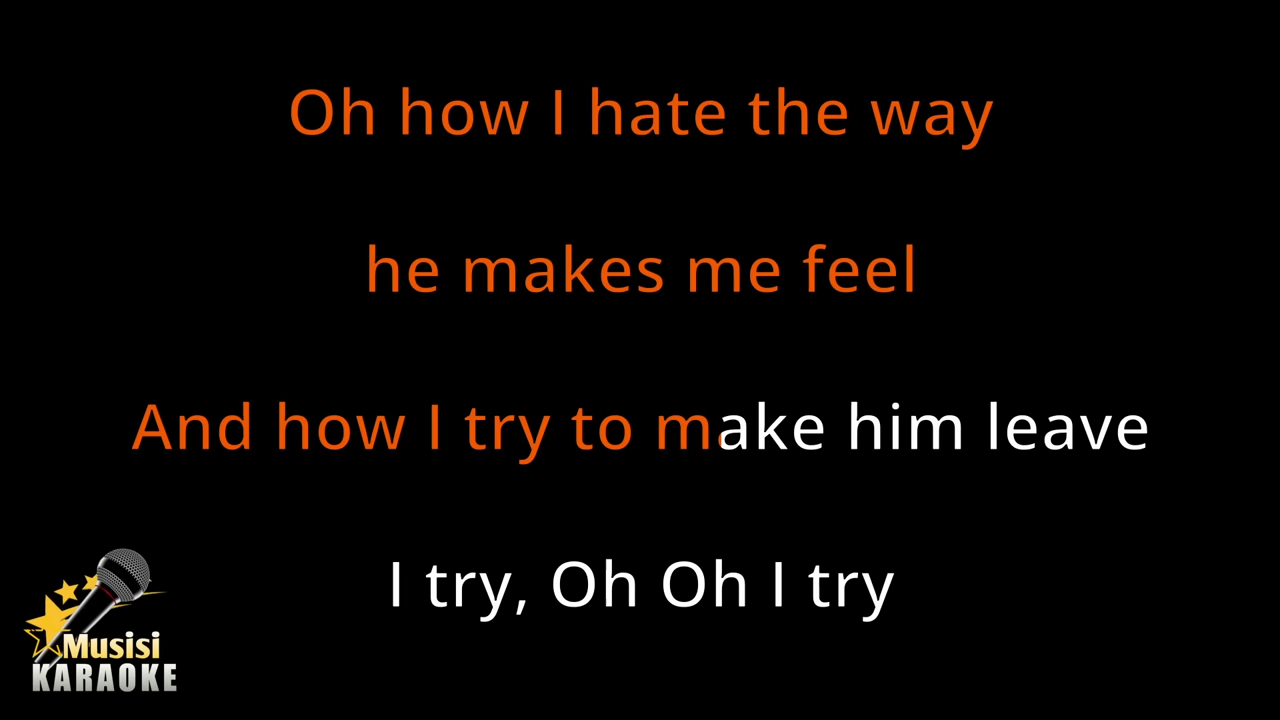 Oh how I hate the way
he makes me feel
And how I try to make him leave
I try, Oh Oh I try
Musisi
KARAOKE